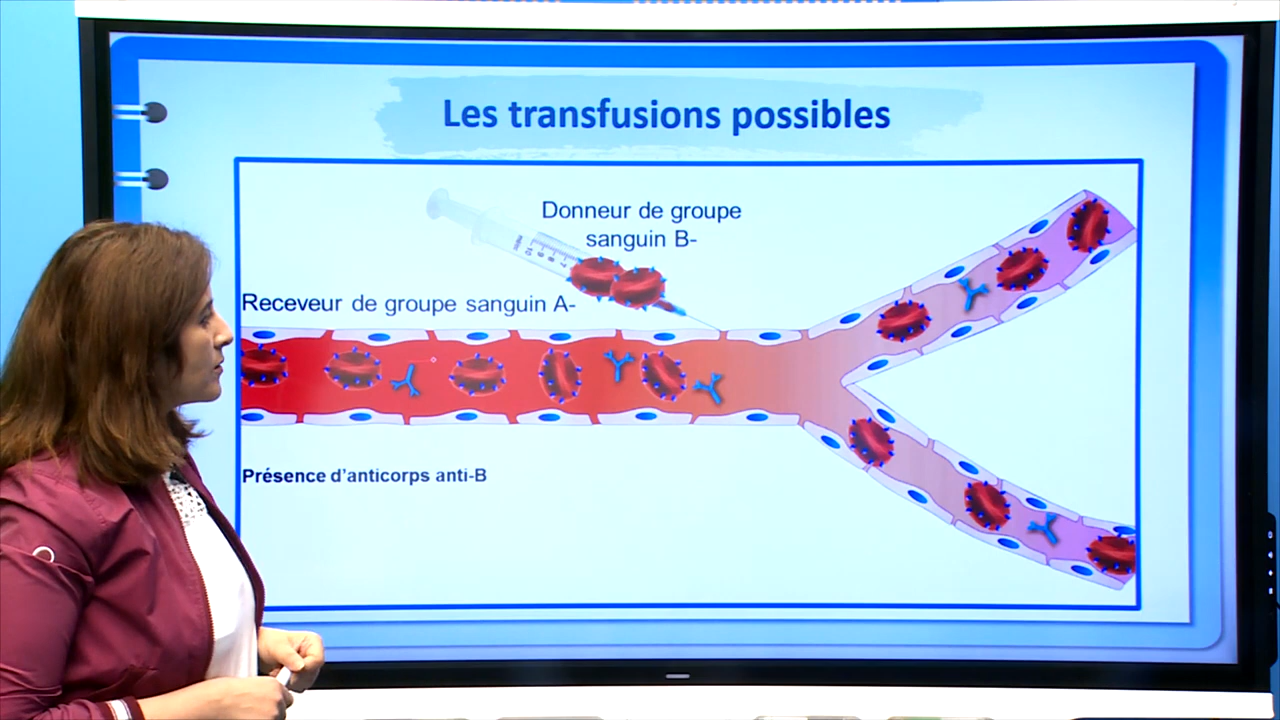 Les transfusions possibles
Donneur de groupe
sanguin B-
Receveur de groupe sanguin A-
Présence d'anticorps anti-B